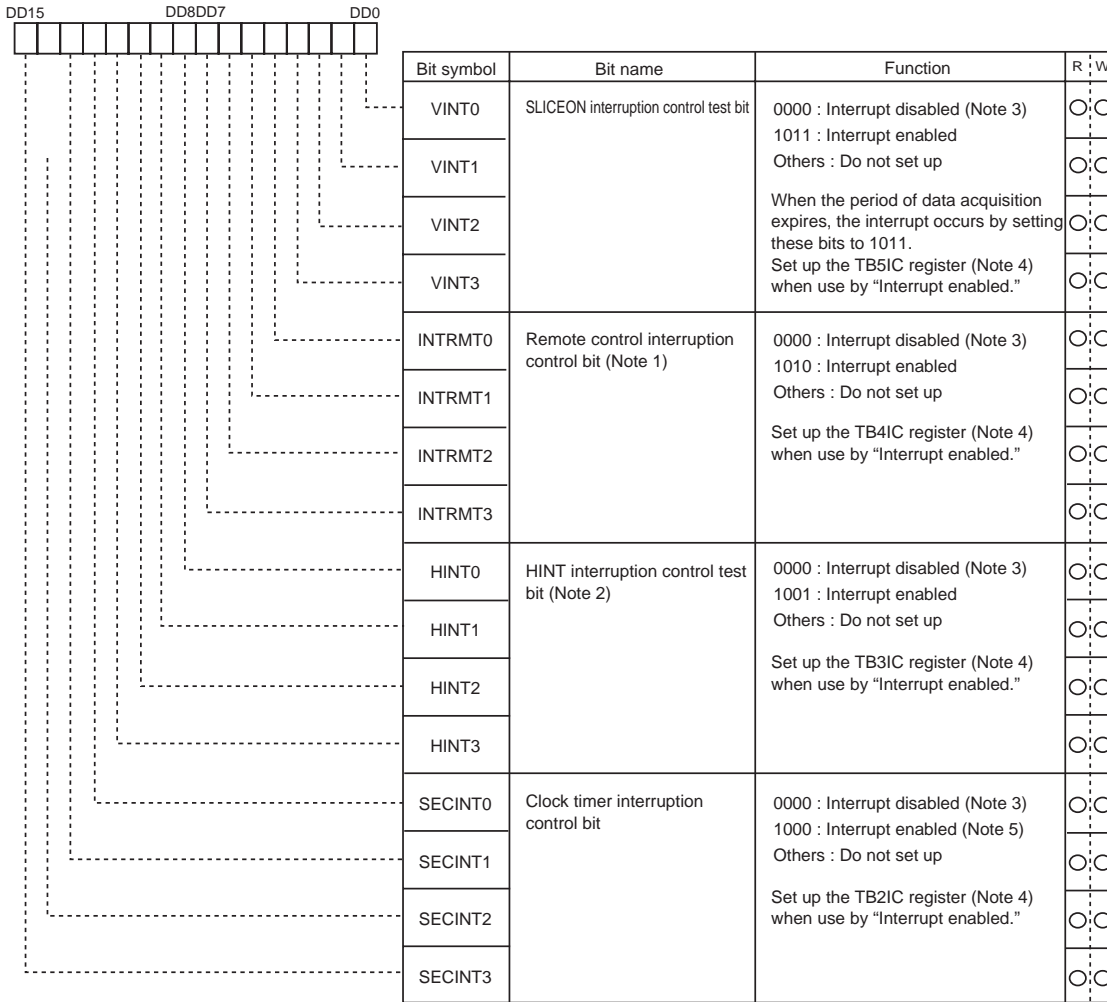 DD15 DD8DD7 DD0
Bit symbol Bit name Function R W
VINT0 SLICEON interruption control test bit 0000 : Interrupt disabled (Note 3)
1011 : Interrupt enabled
Others : Do not set up
VINT1
When the period of data acquisition
expires, the interrupt occurs by setting
these bits to 1011.
VINT2
Set up the TB5IC register (Note 4)
when use by “Interrupt enabled.”
VINT3
INTRMT0 Remote control interruption
control bit (Note 1)
0000 : Interrupt disabled (Note 3)
1010 : Interrupt enabled
Others : Do not set up
INTRMT1
Set up the TB4IC register (Note 4)
when use by “Interrupt enabled.”
INTRMT2
INTRMT3
HINT0 HINT interruption control test
bit (Note 2)
0000 : Interrupt disabled (Note 3)
1001 : Interrupt enabled
Others : Do not set up
HINT1
Set up the TB3IC register (Note 4)
when use by “Interrupt enabled.”
HINT2
HINT3
SECINT0 Clock timer interruption
control bit
0000 : Interrupt disabled (Note 3)
1000 : Interrupt enabled (Note 5)
Others : Do not set up
SECINT1
Set up the TB2IC register (Note 4)
when use by “Interrupt enabled.”
SECINT2
SECINT3